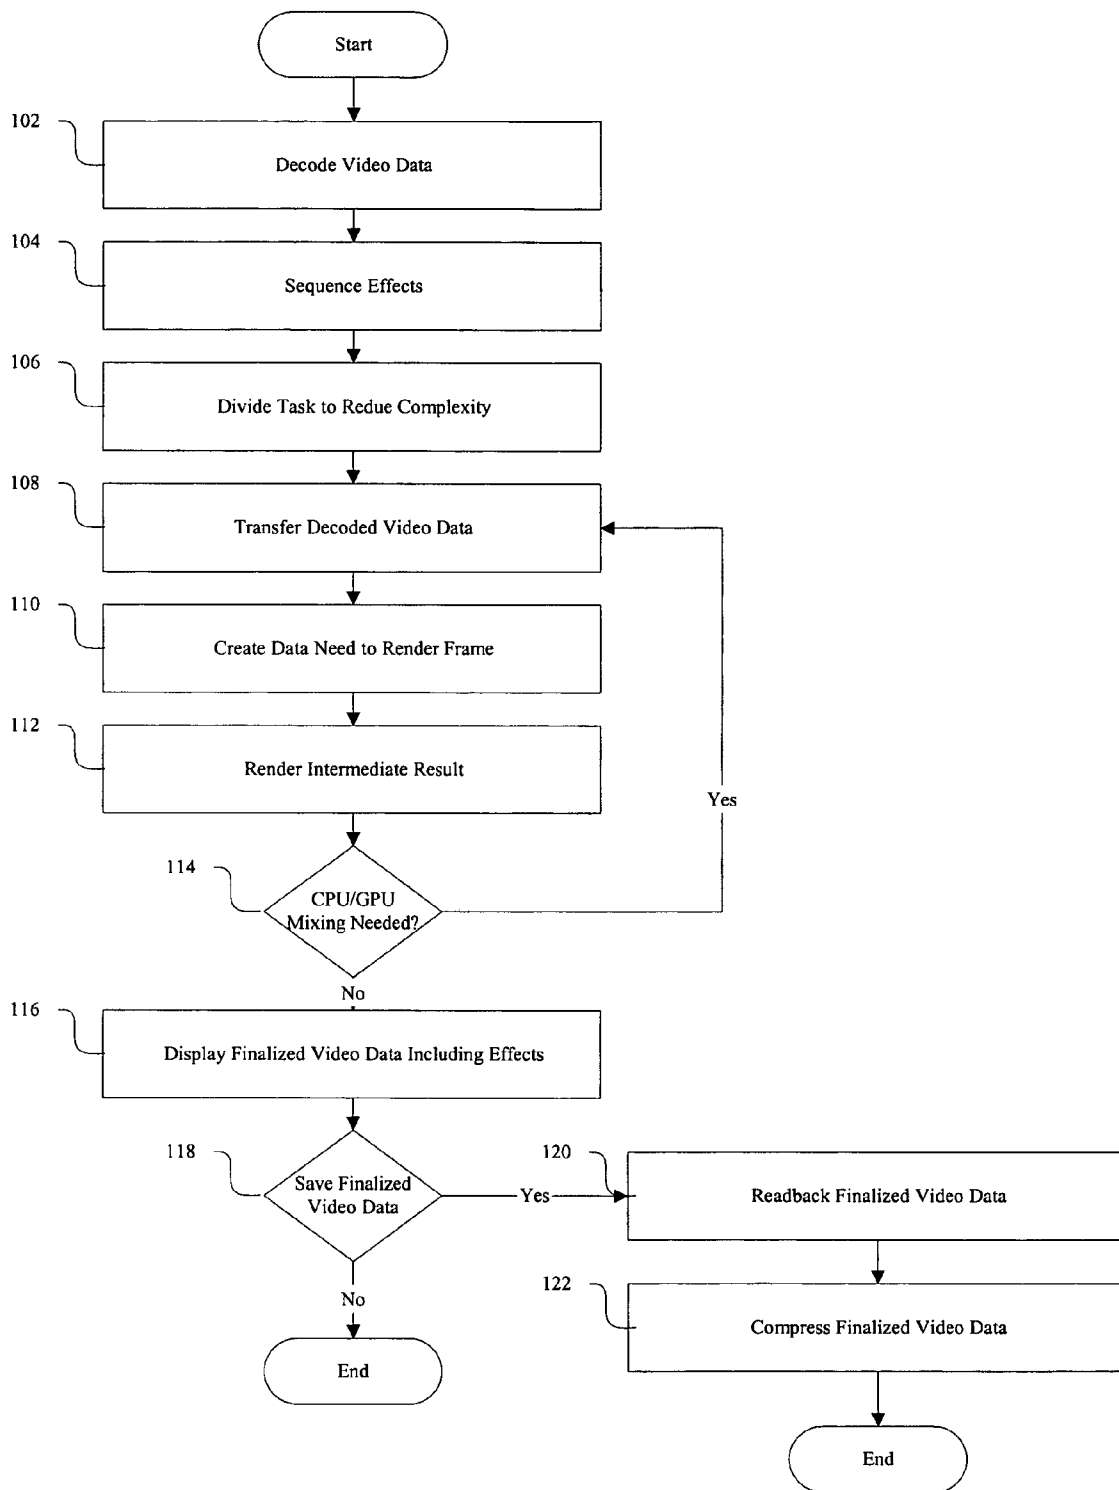 Start
102
Decode Video Data
104
Sequence Effects
106
Divide Task to Redue Complexity
108
Transfer Decoded Video Data
110
Create Data Need to Render Frame
112
Render Intermediate Result
Yes
114
CPU/GPU
Mixing Needed?
No
116
Display Finalized Video Data Including Effects
118
Save Finalized
Video Data
Yes
120
Readback Finalized Video Data
122
Compress Finalized Video Data
No
End
End